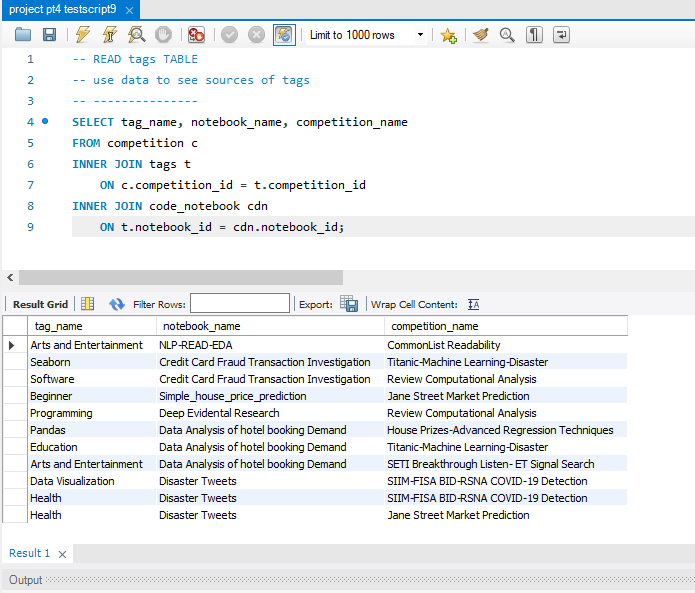 project pt4 testscript9 ×
Limit to 1000 rows
1 -- READ tags TABLE
2 -- use data to see sources of tags
3 -- ---------------
4 SELECT tag_name, notebook_name, competition_name
5 FROM competition c
6 INNER JOIN tags t
7 ON c.competition_id = t.competition_id
8 INNER JOIN code_notebook cdn
9 ON t.notebook_id = cdn.notebook_id;
Result Grid Filter Rows: Export: Wrap Cell Content: IA
tag_name notebook_name competition_name
Arts and Entertainment NLP-READ-EDA CommonList Readability
Seaborn Credit Card Fraud Transaction Investigation Titanic-Machine Learning-Disaster
Software Credit Card Fraud Transaction Investigation Review Computational Analysis
Beginner Simple_house_price_prediction Jane Street Market Prediction
Programming Deep Evidental Research Review Computational Analysis
Pandas Data Analysis of hotel booking Demand House Prizes-Advanced Regression Techniques
Education Data Analysis of hotel booking Demand Titanic-Machine Learning-Disaster
Arts and Entertainment Data Analysis of hotel booking Demand SETI Breakthrough Listen- ET Signal Search
Data Visualization Disaster Tweets SIIM-FISA BID-RSNA COVID-19 Detection
Health Disaster Tweets SIIM-FISA BID-RSNA COVID-19 Detection
Health Disaster Tweets Jane Street Market Prediction
Result 1 ×
Output